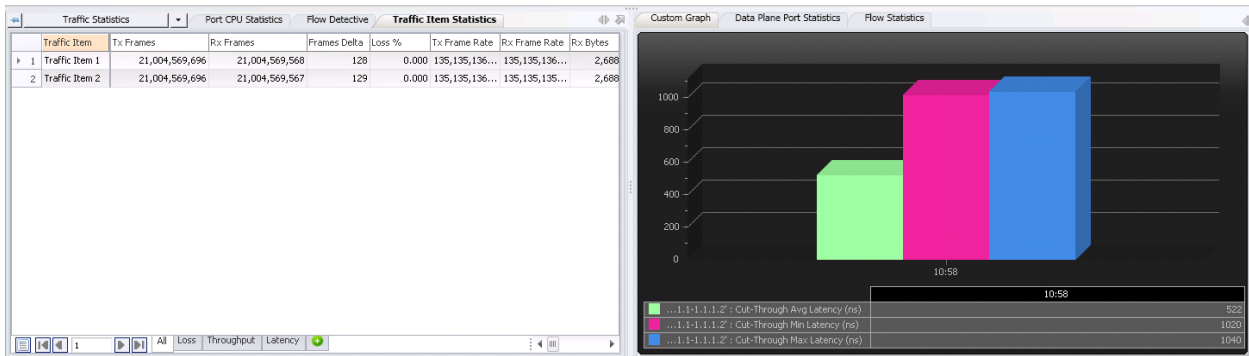 Traffic Statistics Port CPU Statistics Flow Detective Traffic Item Statistics
Traffic Item Tx Frames Rx Frames Frames Delta Loss % Tx Frame Rate Rx Frame Rate Rx Bytes
1 Traffic Item 1 21,004,569,696 21,004,569,568 128 0.000 135,135,136... 135,135,136... 2,688
2 Traffic Item 2 21,004,569,696 21,004,569,567 129 0.000 135,135,136... 135,135,135... 2,688
1 All Loss Throughput Latency
Custom Graph Data Plane Port Statistics Flow Statistics
1000
800
600
400
200
0
10:58
10:58
...1.1-1.1.1.2' : Cut-Through Avg Latency (ns) 522
...1.1-1.1.1.2' : Cut-Through Min Latency (ns) 1020
...1.1-1.1.1.2' : Cut-Through Max Latency (ns) 1040